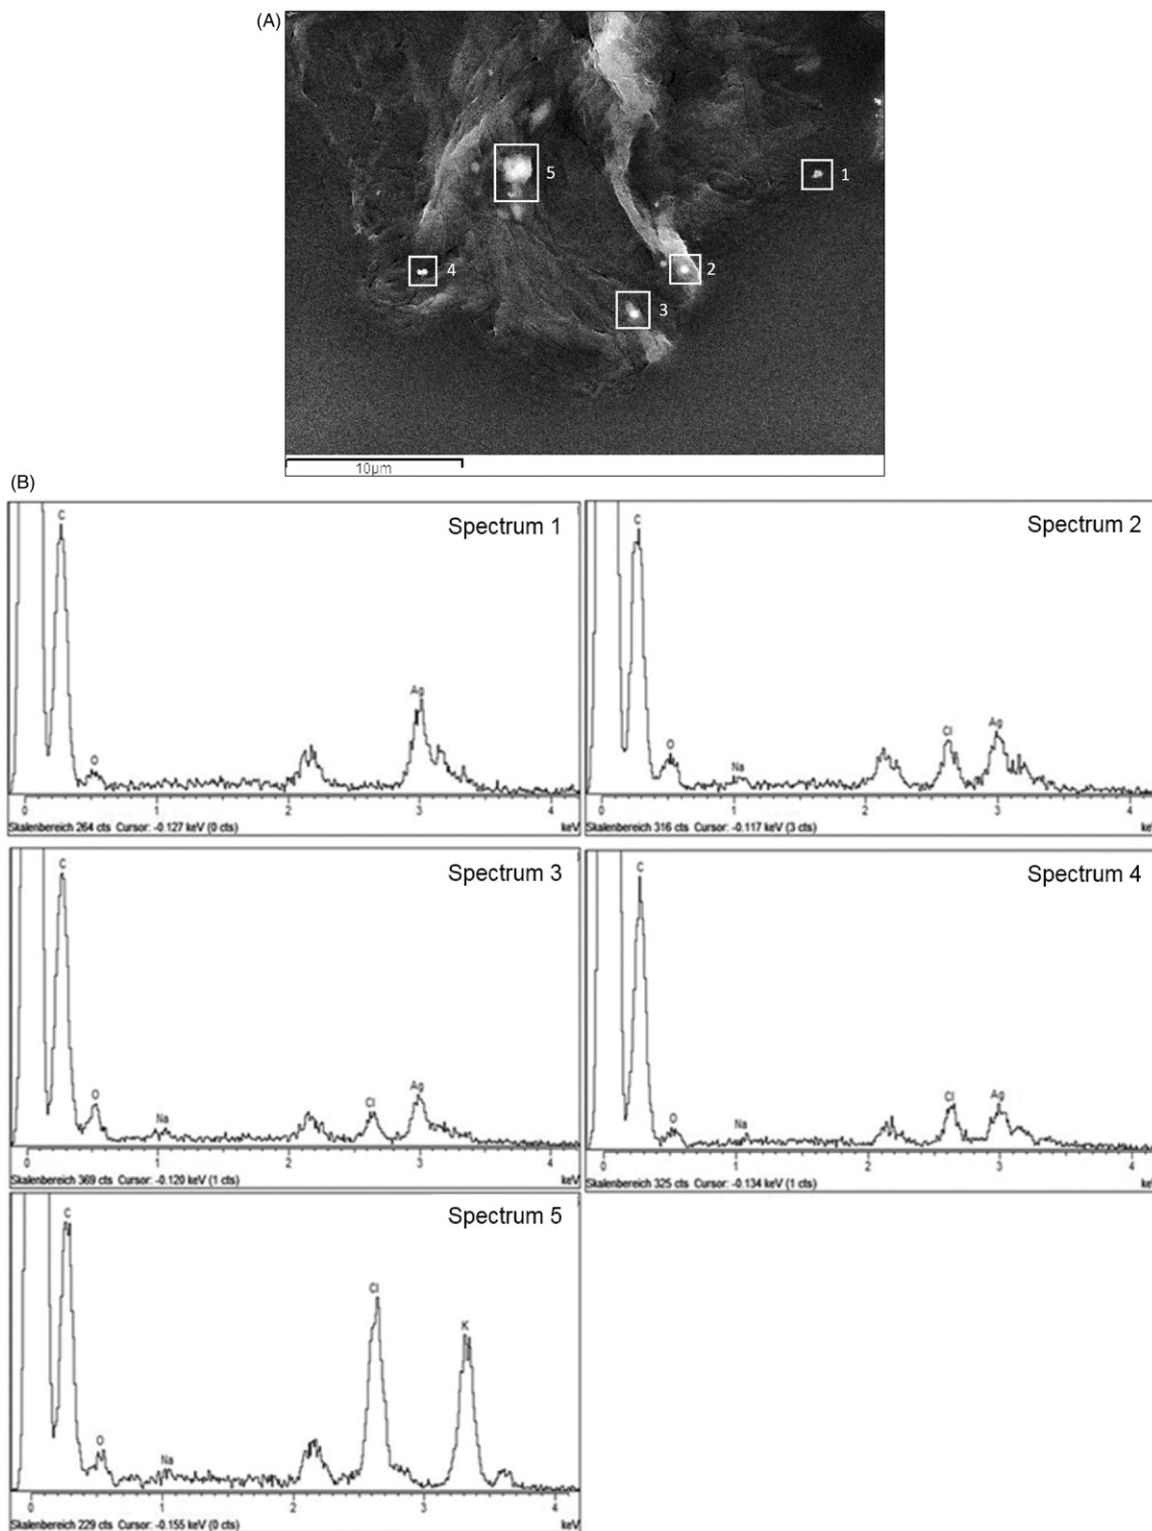 (A)
5
1
4
2
3
10µm
(B)
Spectrum 1
C
O
Ag
0 1 2 3 4
Skalenbereich 264 cts Cursor: -0.127 keV (0 cts) keV
Spectrum 2
C
O
Na
Cl
Ag
0 1 2 3 4
Skalenbereich 316 cts Cursor: -0.117 keV (3 cts) ke
Spectrum 3
C
O
Na
Cl
Ag
0 1 2 3 4
Skalenbereich 369 cts Cursor: -0.120 keV (1 cts) keV
Spectrum 4
C
O
Na
Cl
Ag
0 1 2 3 4
Skalenbereich 325 cts Cursor: -0.134 keV (1 cts) ke
Spectrum 5
C
O
Na
Cl
K
0 1 2 3 4
Skalenbereich 229 cts Cursor: -0.155 keV (0 cts) keV